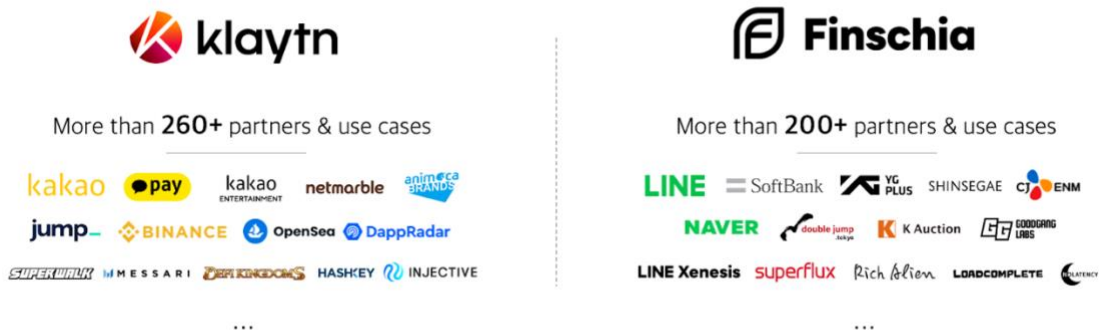 klaytn
More than 260+ partners & use cases
kakao pay kakao ENTERTAINMENT netmarble animoca BRANDS
jump_ BINANCE OpenSea DappRadar
SUPERWALK MESSARI DEFI KINGDOMS HASHKEY INJECTIVE
...
Finschia
More than 200+ partners & use cases
LINE SoftBank YG PLUS SHINSEGAE CJ ENM
NAVER double jump .tokyo K Auction GG GOODGANG LABS
LINE Xenesis superflux Rich Alien LOADCOMPLETE
...